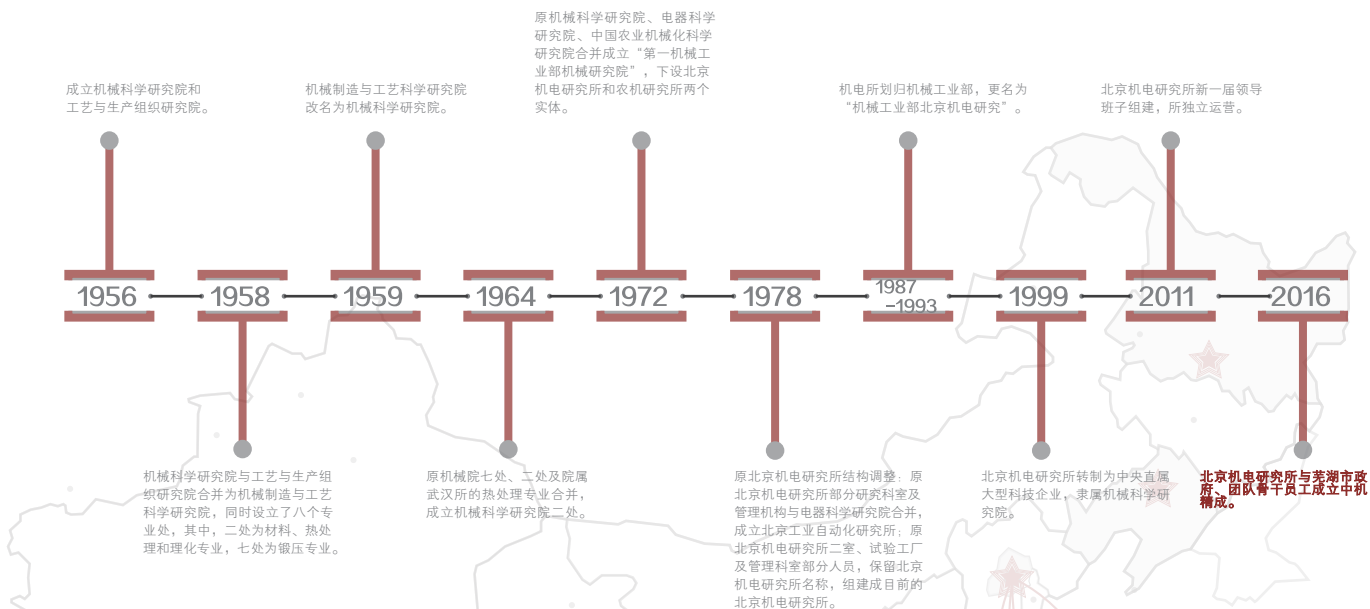 成立机械科学研究院和
工艺与生产组织研究院。
机械制造与工艺科学研究院
改名为机械科学研究院。
原机械科学研究院、电器科学
研究院、中国农业机械化科学
研究院合并成立“第一机械工
业部机械研究院”，下设北京
机电研究所和农机研究所两个
实体。
机电所划归机械工业部，更名为
“机械工业部北京机电研究”。
北京机电研究所新一届领导
班子组建，所独立运营。
1956
1958
1959
1964
1972
1978
1987
–1993
1999
2011
2016
机械科学研究院与工艺与生产组
织研究院合并为机械制造与工艺
科学研究院，同时设立了八个专
业处，其中，二处为材料、热处
理和理化专业，七处为锻压专业。
原机械院七处、二处及院属
武汉所的热处理专业合并，
成立机械科学研究院二处。
原北京机电研究所结构调整：原
北京机电研究所部分研究科室及
管理机构与电器科学研究院合并，
成立北京工业自动化研究所；原
北京机电研究所二室、试验工厂
及管理科室部分人员，保留北京
机电研究所名称，组建成目前的
北京机电研究所。
北京机电研究所转制为中央直属
大型科技企业，隶属机械科学研
究院。
北京机电研究所与芜湖市政
府、团队骨干员工成立中机
精成。